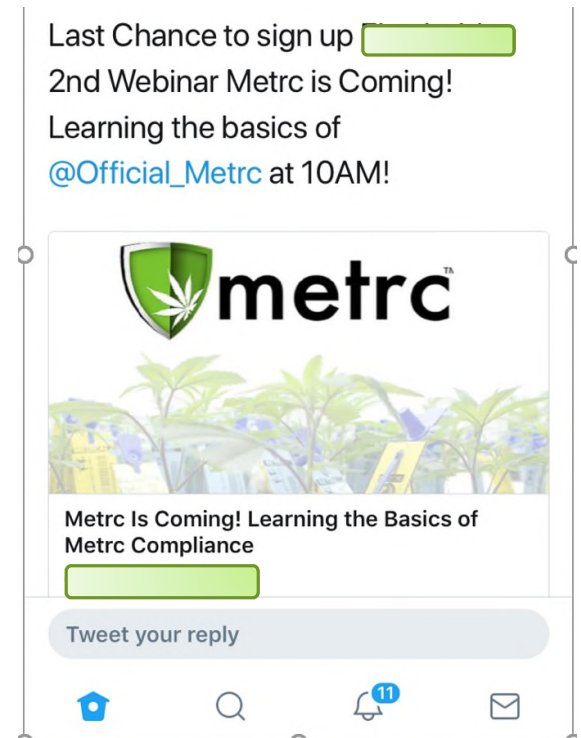 Last Chance to sign up
2nd Webinar Metrc is Coming!
Learning the basics of
@Official_Metrc at 10AM!
metrc™
Metrc Is Coming! Learning the Basics of
Metrc Compliance
Tweet your reply
11